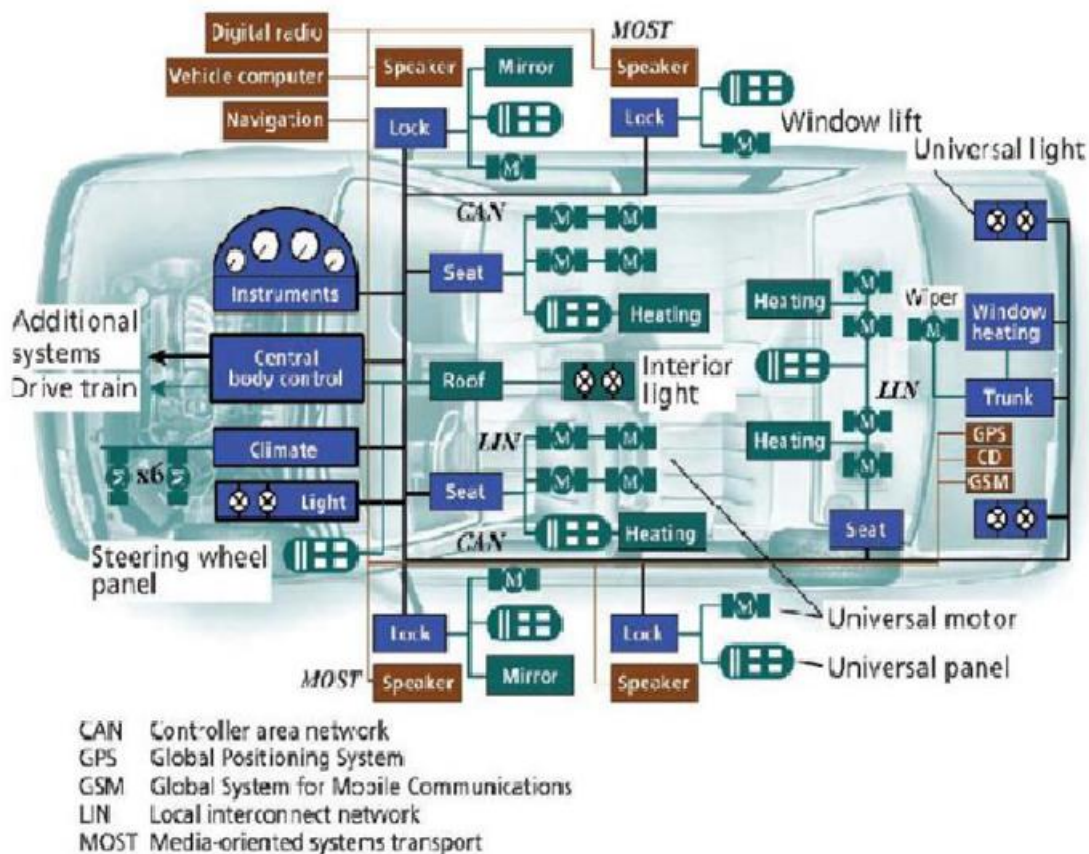 Digital radio
MOST
Speaker
Mirror
Speaker
Vehicle computer
Navigation
Lock
Lock
M
M
Window lift
Universal light
CAN
M
M
Seat
M
M
Instruments
Heating
Heating
M
M
Wiper
M
Window
heating
Additional
systems
Central
body control
Roof
Interior
light
Drive train
LIN
Trunk
LIN
M
M
M
GPS
Climate
Heating
CD
M
x6
M
Seat
M
M
M
GSM
Light
CAN
Heating
Seat
Steering wheel
panel
M
M
Lock
Lock
Universal motor
MOST
Speaker
Mirror
Speaker
Universal panel
CAN Controller area network
GPS Global Positioning System
GSM Global System for Mobile Communications
LIN Local interconnect network
MOST Media-oriented systems transport